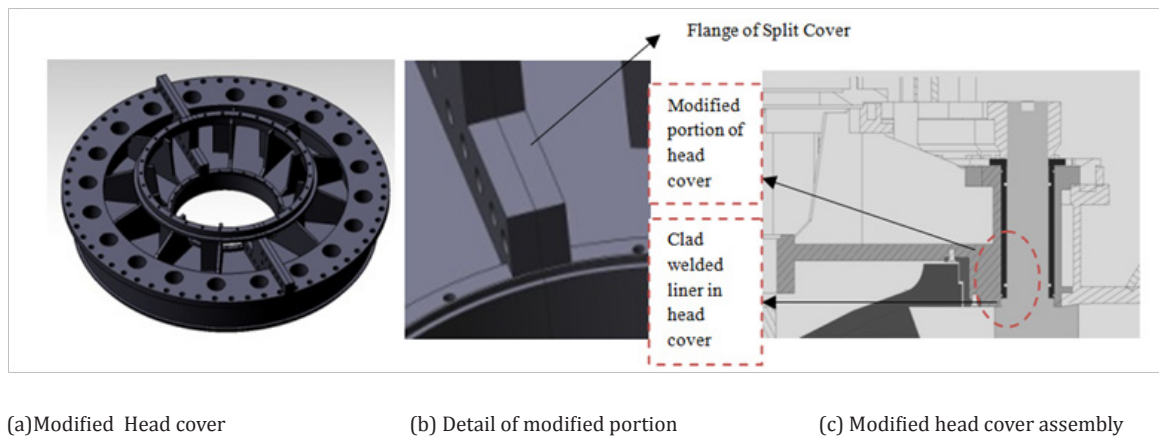 Flange of Split Cover
Modified
portion of
head
cover
Clad
welded
liner in
head
cover
(a)Modified Head cover
(b) Detail of modified portion
(c) Modified head cover assembly